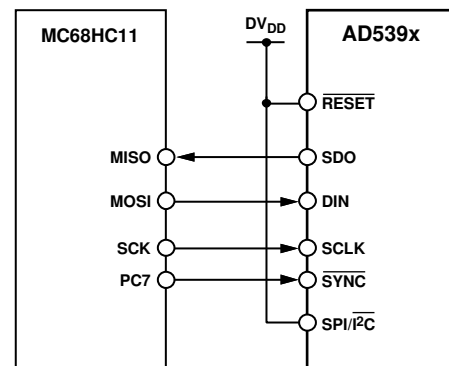 MC68HC11
DVDD
AD539x
RESET
MISO
SDO
MOSI
DIN
SCK
SCLK
PC7
SYNC
SPI/I2C